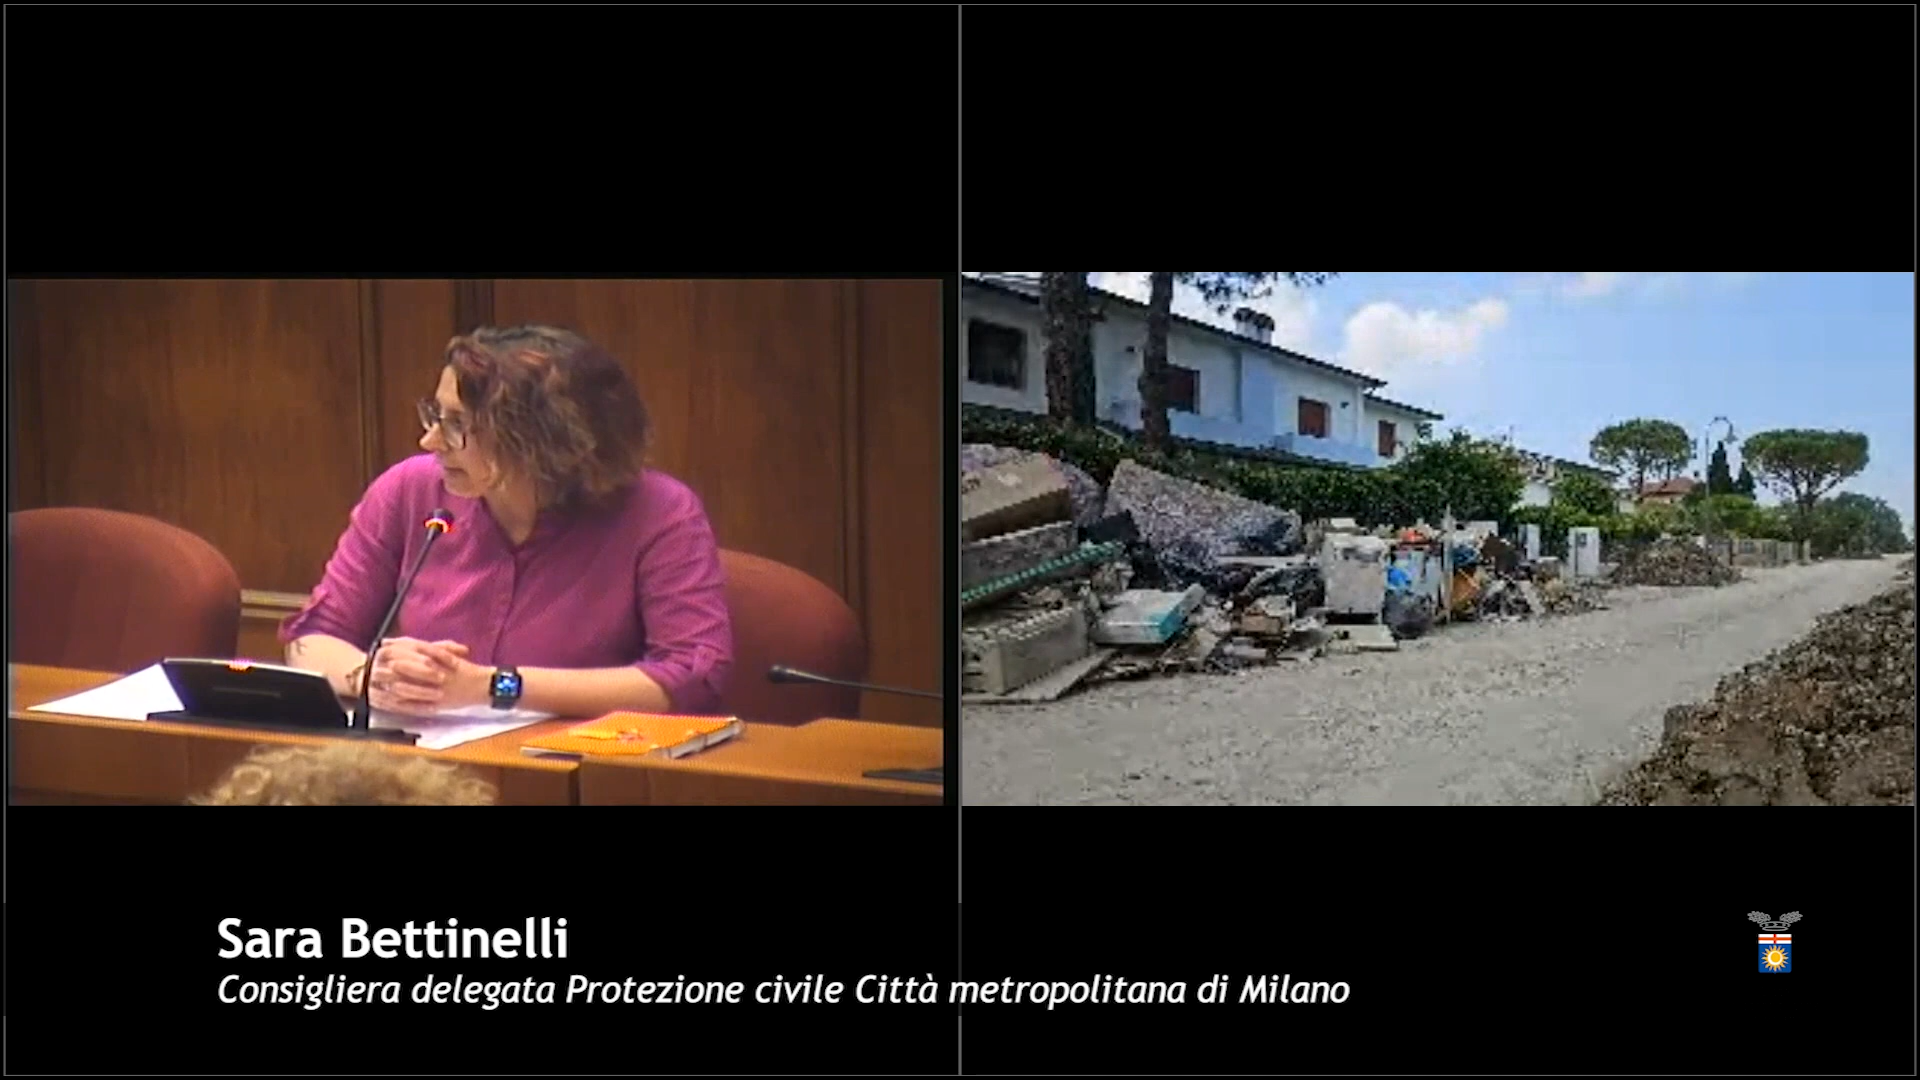 Sara Bettinelli
Consigliera delegata Protezione civile Città metropolitana di Milano